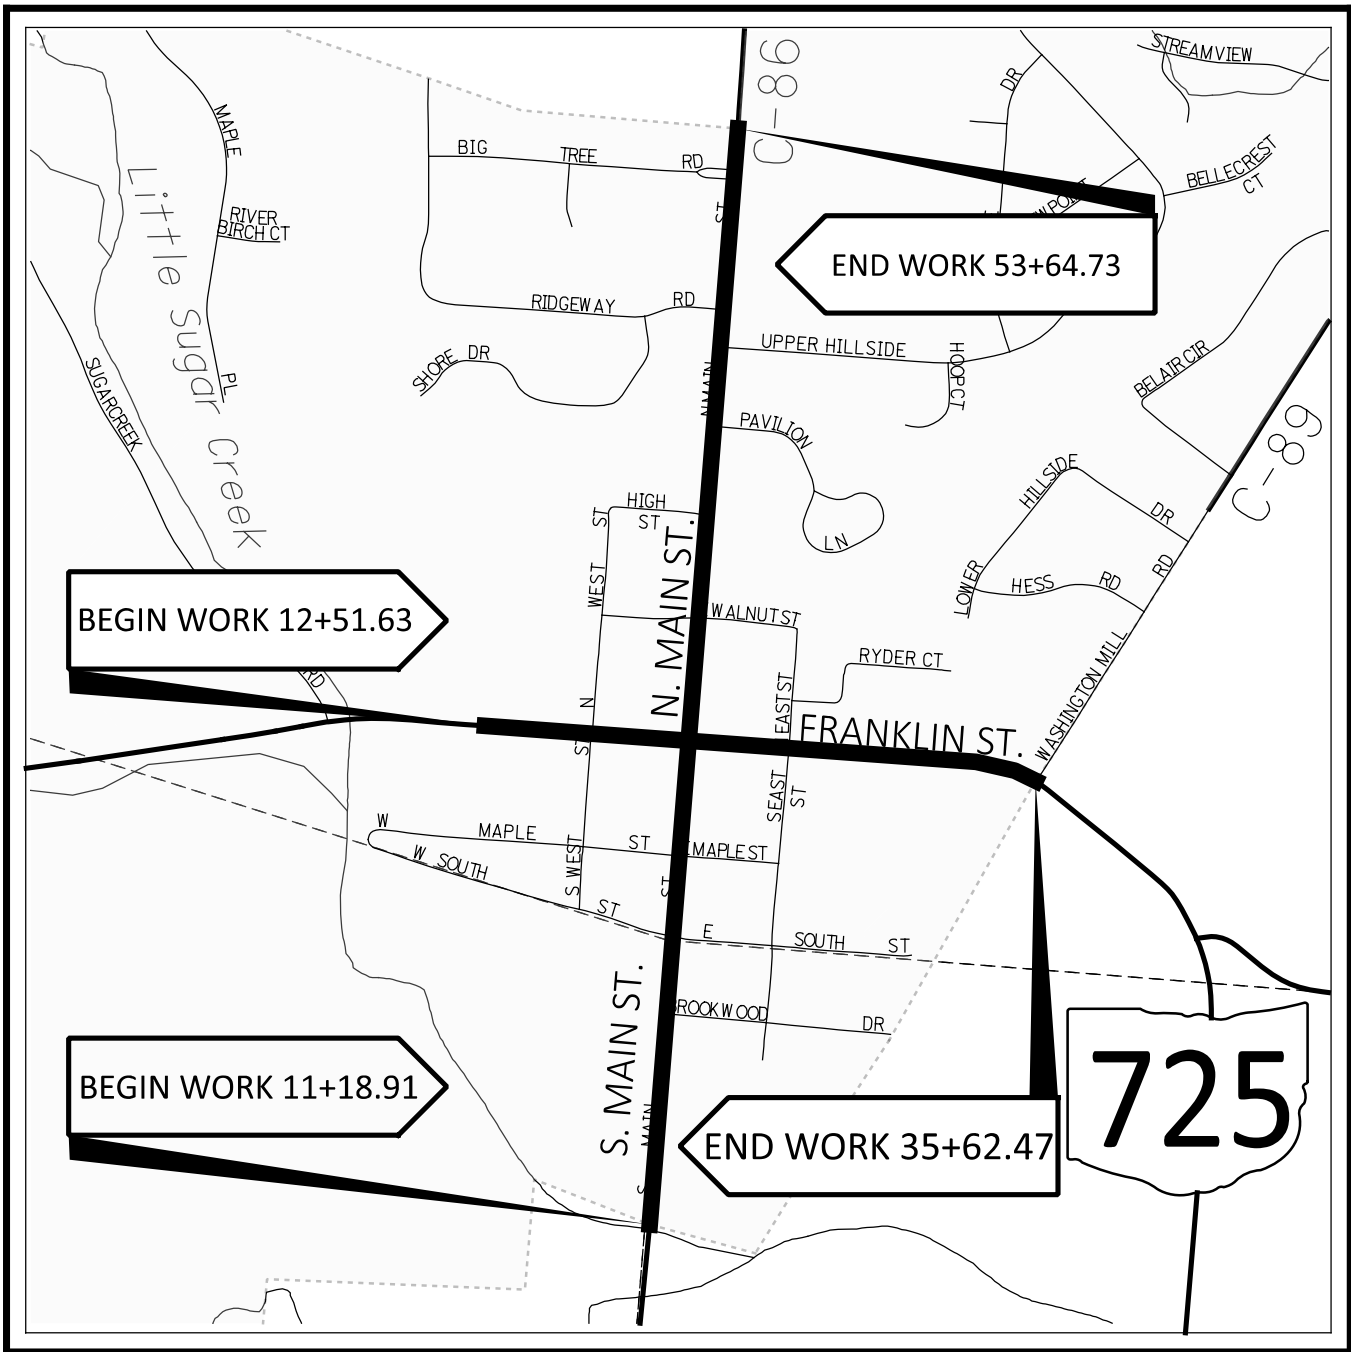 STREAMVIEW
C-89
DR
MAPLE
BIG TREE RD
BELLECREST
CT
Little Sugar Creek
RIVER
BIRCH CT
ST
END WORK 53+64.73
RIDGEWAY RD
UPPER HILLSIDE
HOOP CT
SHORE DR
BELAIR CIR
PL
SUGARCREEK
N MAIN
PAVILION
C-89
HILLSIDE
HIGH
ST
ST
DR
LN
WEST
HESS RD
RD
LOWER
BEGIN WORK 12+51.63
N. MAIN ST.
WALNUT ST
RYDER CT
RD
N
EAST ST
WASHINGTON MILL
FRANKLIN ST.
ST
S EAST
ST
W
MAPLE ST
E MAPLE ST
W SOUTH
S WEST
ST
ST
E SOUTH ST
S. MAIN ST.
BROOKWOOD DR
BEGIN WORK 11+18.91
MAIN
S
END WORK 35+62.47
725